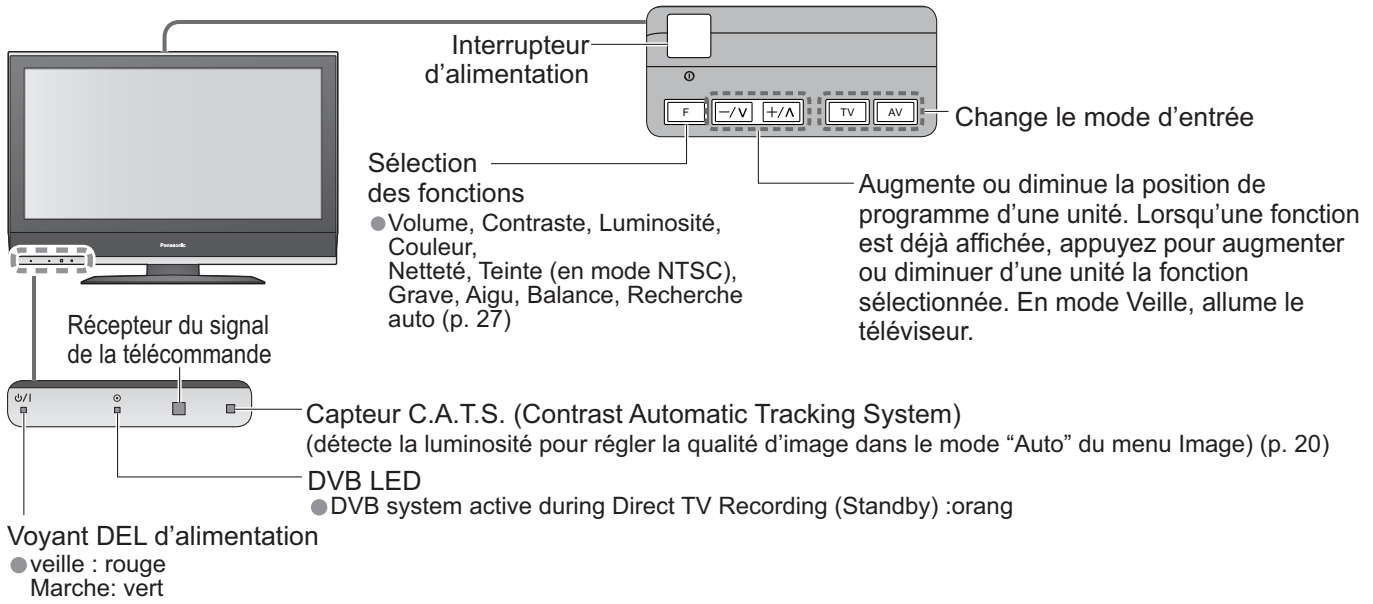 Interrupteur
d'alimentation
F
−/∨
+/∧
TV
AV
Change le mode d'entrée
Sélection
des fonctions
●Volume, Contraste, Luminosité,
Couleur,
Netteté, Teinte (en mode NTSC),
Grave, Aigu, Balance, Recherche
auto (p. 27)
Augmente ou diminue la position de
programme d'une unité. Lorsqu'une fonction
est déjà affichée, appuyez pour augmenter
ou diminuer d'une unité la fonction
sélectionnée. En mode Veille, allume le
téléviseur.
Panasonic
Récepteur du signal
de la télécommande
⏻/I
Capteur C.A.T.S. (Contrast Automatic Tracking System)
(détecte la luminosité pour régler la qualité d'image dans le mode “Auto” du menu Image) (p. 20)
DVB LED
●DVB system active during Direct TV Recording (Standby) :orang
Voyant DEL d'alimentation
●veille : rouge
Marche: vert